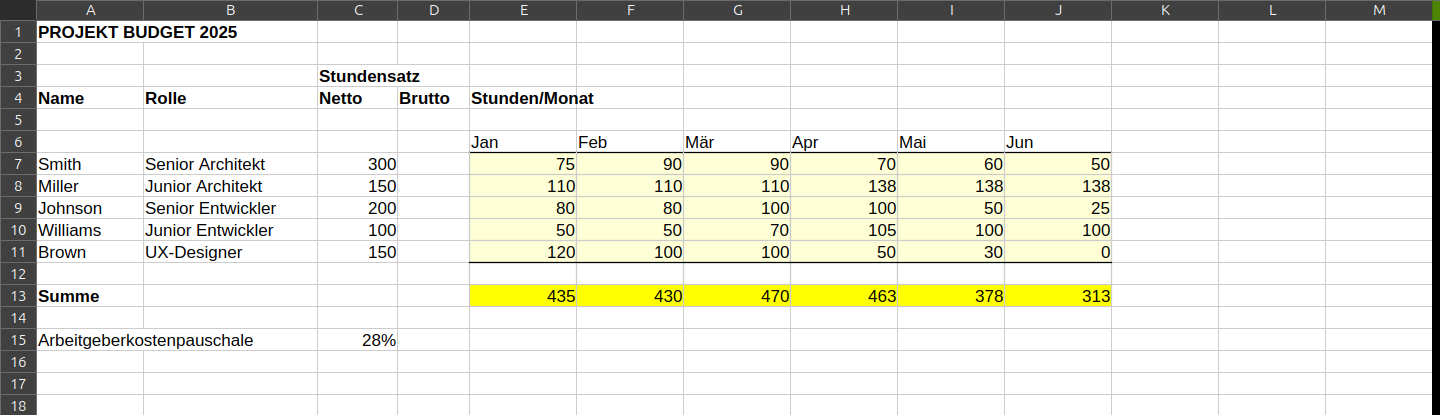 A B C D E F G H I J K L M
1 PROJEKT BUDGET 2025
2
3 Stundensatz
4 Name Rolle Netto Brutto Stunden/Monat
5
6 Jan Feb Mär Apr Mai Jun
7 Smith Senior Architekt 300 75 90 90 70 60 50
8 Miller Junior Architekt 150 110 110 110 138 138 138
9 Johnson Senior Entwickler 200 80 80 100 100 50 25
10 Williams Junior Entwickler 100 50 50 70 105 100 100
11 Brown UX-Designer 150 120 100 100 50 30 0
12
13 Summe 435 430 470 463 378 313
14
15 Arbeitgeberkostenpauschale 28%
16
17
18